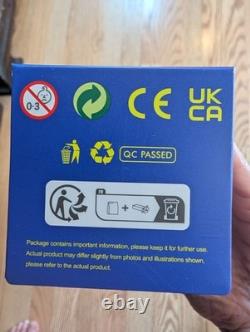 0-3
CE
UK
CA
QC PASSED
FR
+
Package contains important information, please keep it for further use.
Actual product may differ slightly from photos and illustrations shown,
please refer to the actual product.